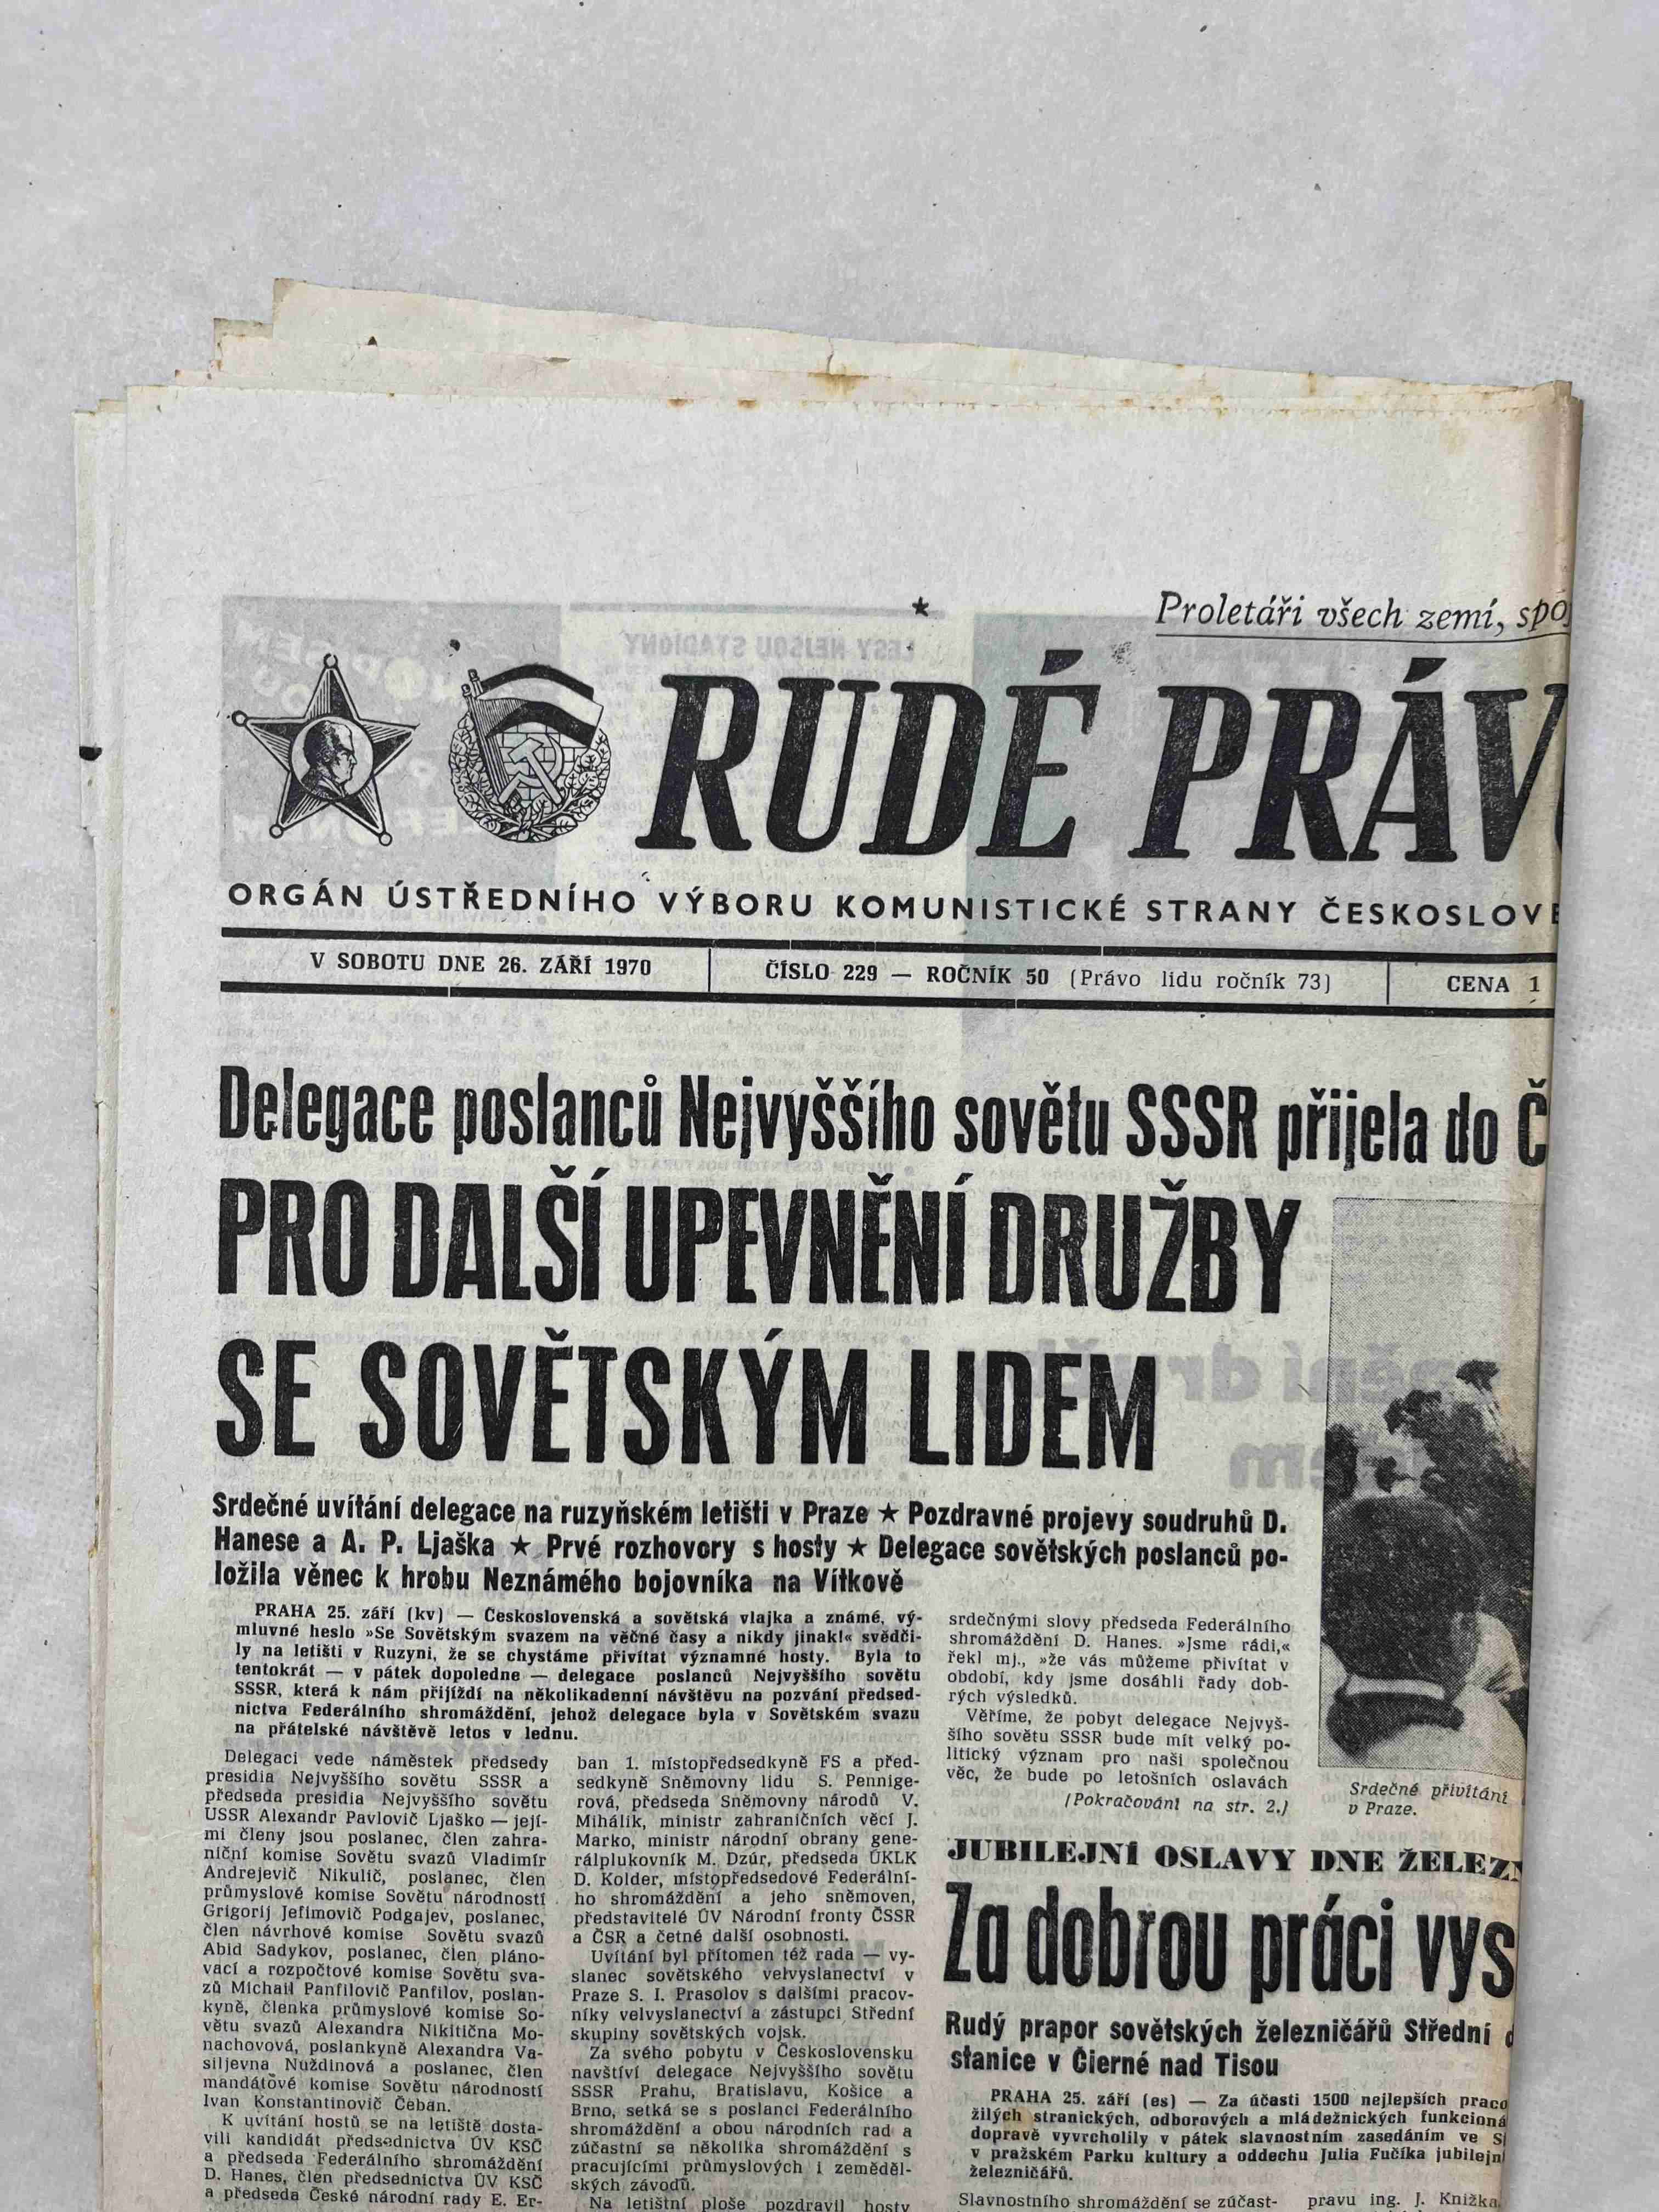 Proletáři všech zemí, spoj
RUDÉ PRÁVO
ORGÁN ÚSTŘEDNÍHO VÝBORU KOMUNISTICKÉ STRANY ČESKOSLOVE
V SOBOTU DNE 26. ZÁŘÍ 1970
ČÍSLO 229 — ROČNÍK 50 (Právo lidu ročník 73)
CENA 1
Delegace poslanců Nejvyššího sovětu SSSR přijela do Č
PRO DALŠÍ UPEVNĚNÍ DRUŽBY
SE SOVĚTSKÝM LIDEM
Srdečné uvítání delegace na ruzyňském letišti v Praze ★ Pozdravné projevy soudruhů D.
Hanese a A. P. Ljaška ★ Prvé rozhovory s hosty ★ Delegace sovětských poslanců po-
ložila věnec k hrobu Neznámého bojovníka na Vítkově
PRAHA 25. září (kv) — Československá a sovětská vlajka a známé, vý-
mluvné heslo »Se Sovětským svazem na věčné časy a nikdy jinak!« svědči-
ly na letišti v Ruzyni, že se chystáme přivítat významné hosty. Byla to
tentokrát — v pátek dopoledne — delegace poslanců Nejvyššího sovětu
SSSR, která k nám přijíždí na několikadenní návštěvu na pozvání předsed-
nictva Federálního shromáždění, jehož delegace byla v Sovětském svazu
na přátelské návštěvě letos v lednu.
Delegaci vede náměstek předsedy
presidia Nejvyššího sovětu SSSR a
předseda presidia Nejvyššího sovětu
USSR Alexandr Pavlovič Ljaško — její-
mi členy jsou poslanec, člen zahra-
niční komise Sovětu svazů Vladimír
Andrejevič Nikulič, poslanec, člen
průmyslové komise Sovětu národností
Grigorij Jefimovič Podgajev, poslanec,
člen návrhové komise Sovětu svazů
Abid Sadykov, poslanec, člen pláno-
vací a rozpočtové komise Sovětu sva-
zů Michail Panfilovič Panfilov, poslan-
kyně, členka průmyslové komise So-
větu svazů Alexandra Nikitična Mo-
nachovová, poslankyně Alexandra Va-
siljevna Nuždinová a poslanec, člen
mandátové komise Sovětu národností
Ivan Konstantinovič Čeban.
K uvítání hostů se na letiště dosta-
vili kandidát předsednictva ÚV KSČ
a předseda Federálního shromáždění
D. Hanes, člen předsednictva ÚV KSČ
a předseda České národní rady E. Er-
ban 1. místopředsedkyně FS a před-
sedkyně Sněmovny lidu S. Pennige-
rová, předseda Sněmovny národů V.
Mihálik, ministr zahraničních věcí J.
Marko, ministr národní obrany gene-
rálplukovník M. Dzúr, předseda ÚKLK
D. Kolder, místopředsedové Federální-
ho shromáždění a jeho sněmoven,
představitelé ÚV Národní fronty ČSSR
a ČSR a četné další osobnosti.
Uvítání byl přítomen též rada — vy-
slanec sovětského velvyslanectví v
Praze S. I. Prasolov s dalšími pracov-
níky velvyslanectví a zástupci Střední
skupiny sovětských vojsk.
Za svého pobytu v Československu
navštíví delegace Nejvyššího sovětu
SSSR Prahu, Bratislavu, Košice a
Brno, setká se s poslanci Federálního
shromáždění a obou národních rad a
zúčastní se několika shromáždění s
pracujícími průmyslových i zeměděl-
ských závodů.
Na letištní ploše pozdravil hosty
srdečnými slovy předseda Federálního
shromáždění D. Hanes. »Jsme rádi,«
řekl mj., »že vás můžeme přivítat v
období, kdy jsme dosáhli řady dob-
rých výsledků.
Věříme, že pobyt delegace Nejvyš-
šího sovětu SSSR bude mít velký po-
litický význam pro naši společnou
věc, že bude po letošních oslavách
(Pokračování na str. 2.)
Srdečné přivítání
v Praze.
JUBILEJNÍ OSLAVY DNE ŽELEZN
Za dobrou práci vys
Rudý prapor sovětských železničářů Střední d
stanice v Čierné nad Tisou
PRAHA 25. září (es) — Za účasti 1500 nejlepších praco
žilých stranických, odborových a mládežnických funkcioná
dopravě vyvrcholily v pátek slavnostním zasedáním ve Sj
v pražském Parku kultury a oddechu Julia Fučíka jubilejní
železničářů.
Slavnostního shromáždění se zúčast-
pravu ing. J. Knižka,